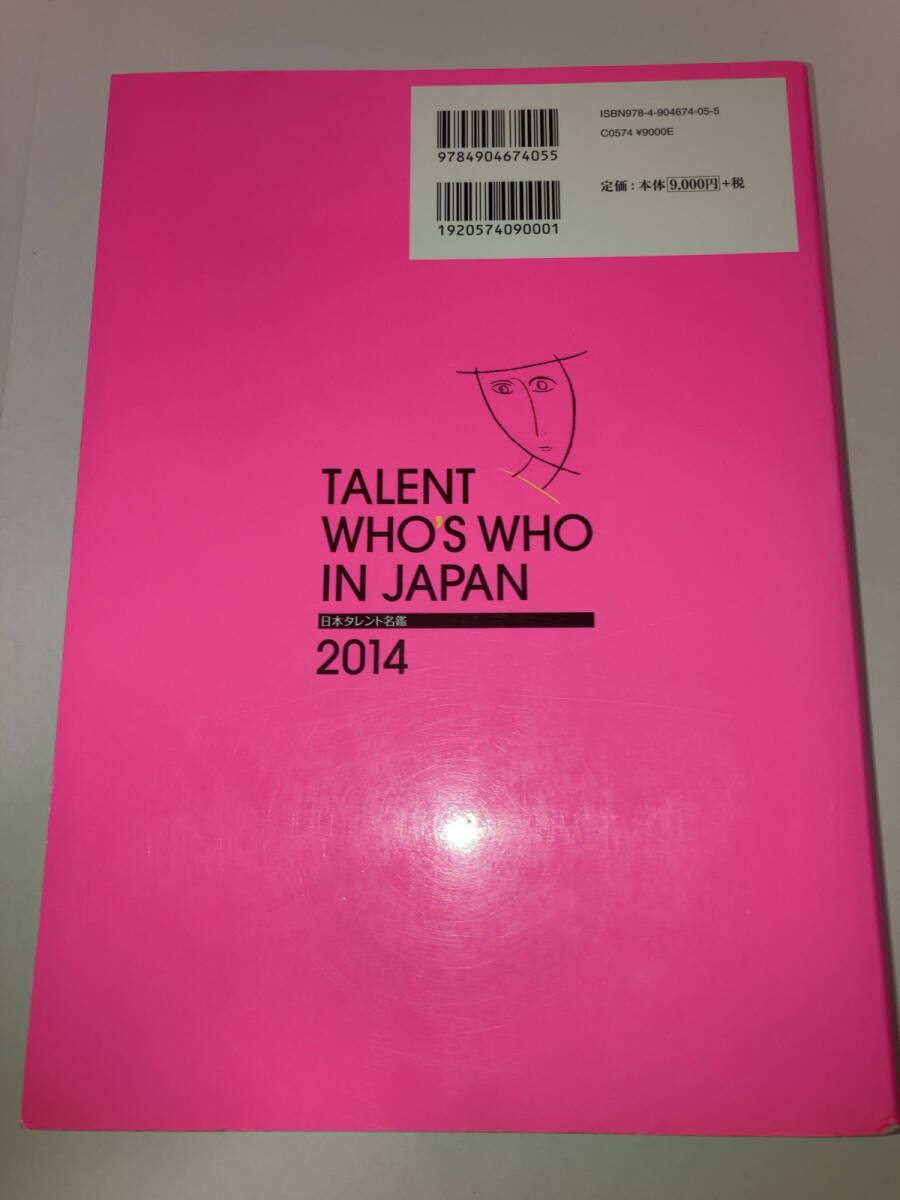 ISBN978-4-904674-05-5
C0574 ¥9000E
9784904674055
定価：本体9,000円+税
1920574090001
TALENT
WHO'S WHO
IN JAPAN
日本タレント名鑑
2014